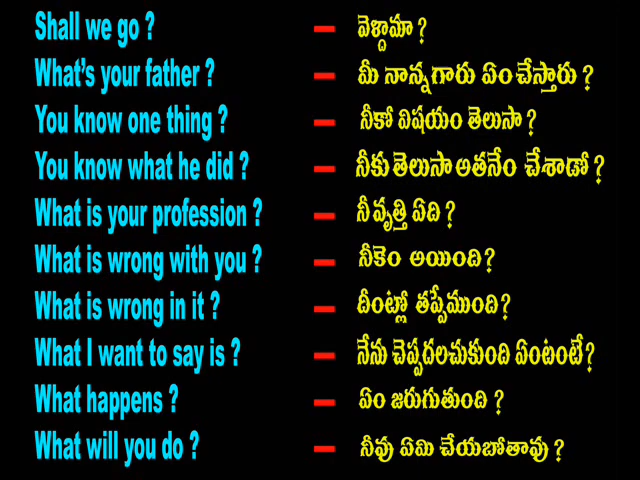 Shall we go ? – వెళ్దామా ?
What's your father ? – మీ నాన్నగారు ఏంచేస్తారు ?
You know one thing ? – నీకో విషయం తెలుసా ?
You know what he did ? – నీకు తెలుసా అతనేం చేశాడో ?
What is your profession ? – నీ వృత్తి ఏది ?
What is wrong with you ? – నీకెం అయింది ?
What is wrong in it ? – దీంట్లో తప్పేముంది ?
What I want to say is ? – నేను చెప్పదలచుకుంది ఏంటంటే ?
What happens ? – ఏం జరుగుతుంది ?
What will you do ? – నీవు ఏమి చేయబోతావు ?